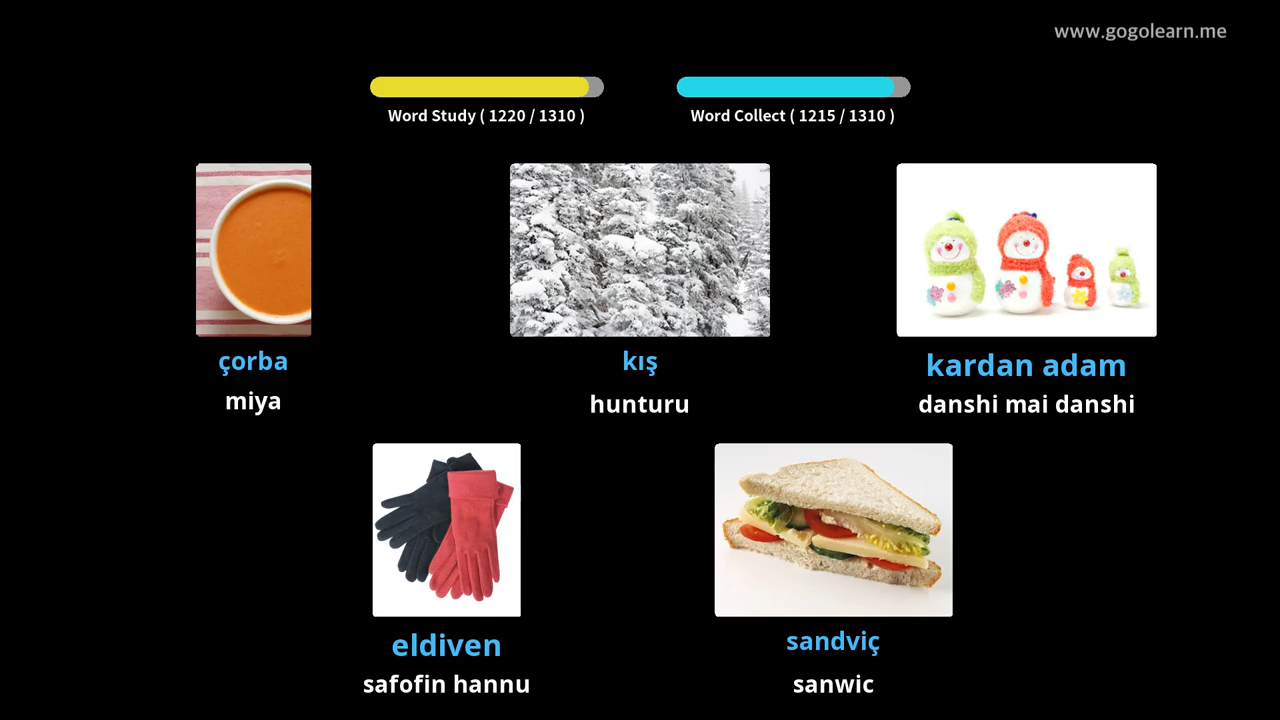 www.gogolearn.me
Word Study ( 1220 / 1310 )
Word Collect ( 1215 / 1310 )
çorba
miya
kış
hunturu
kardan adam
danshi mai danshi
eldiven
safofin hannu
sandviç
sanwic